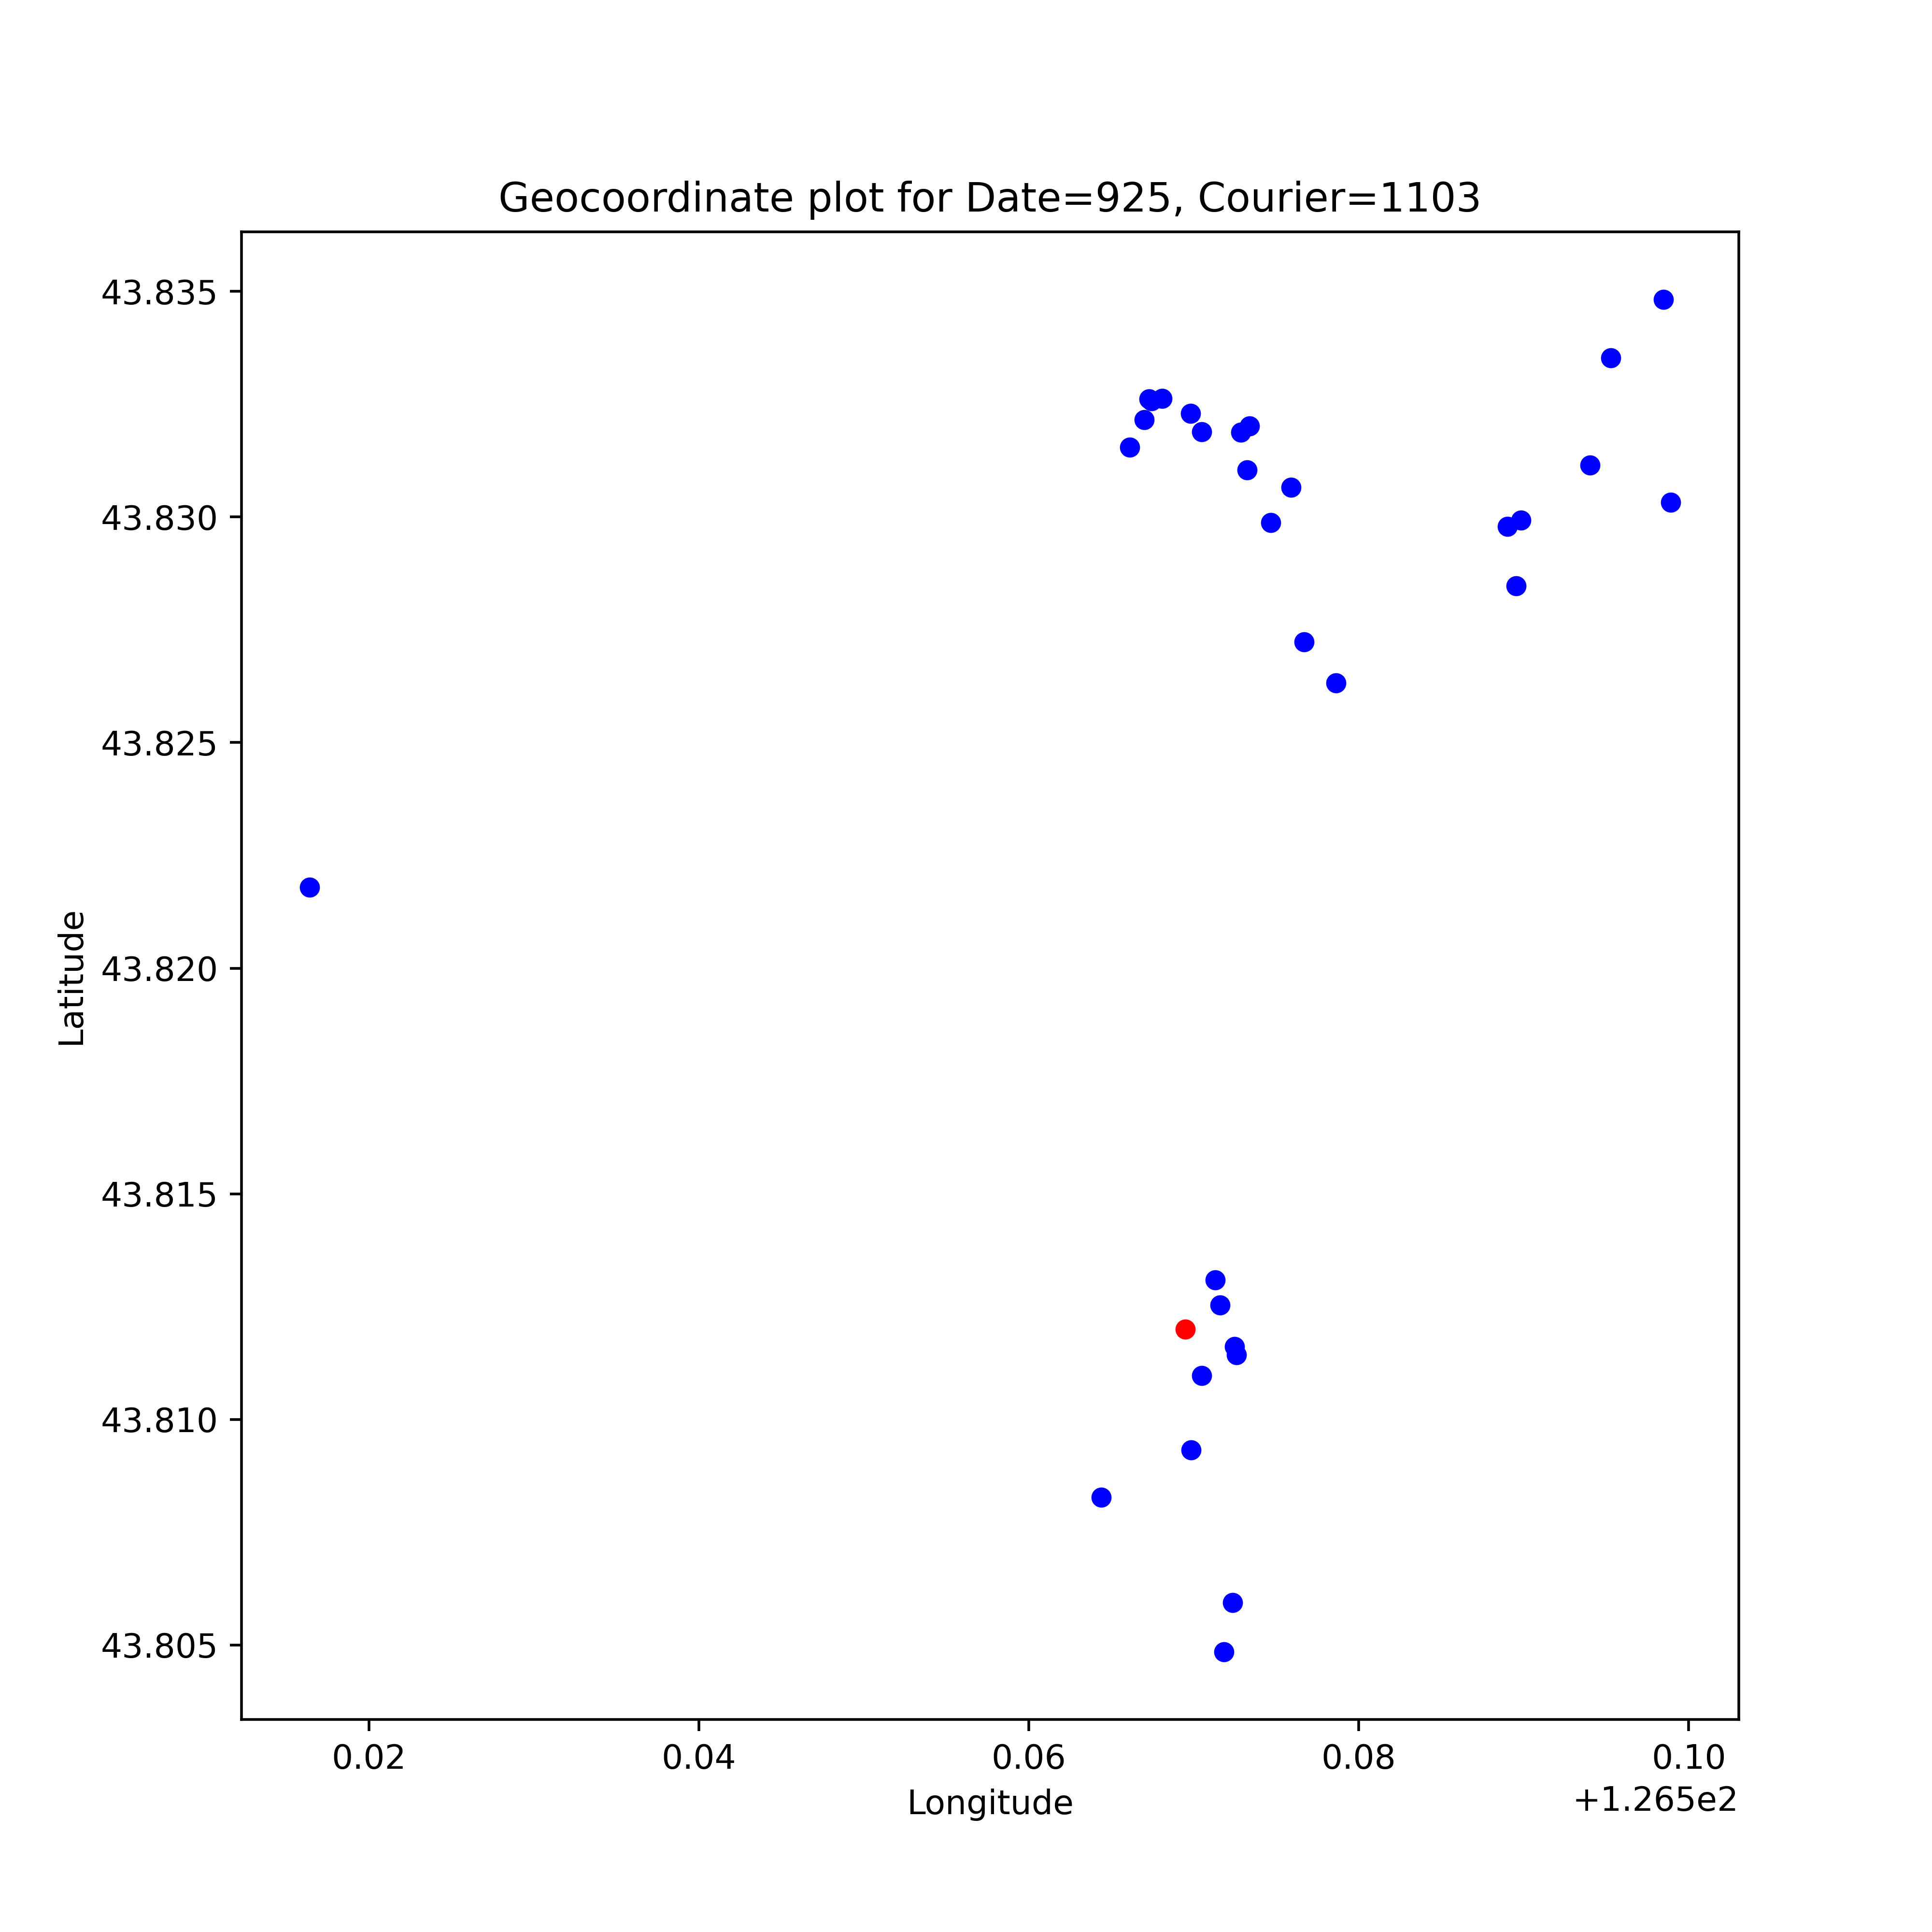 Geocoordinate plot for Date=925, Courier=1103
43.835
43.830
43.825
43.820
43.815
43.810
43.805
Latitude
0.02 0.04 0.06 0.08 0.10
Longitude
+1.265e2